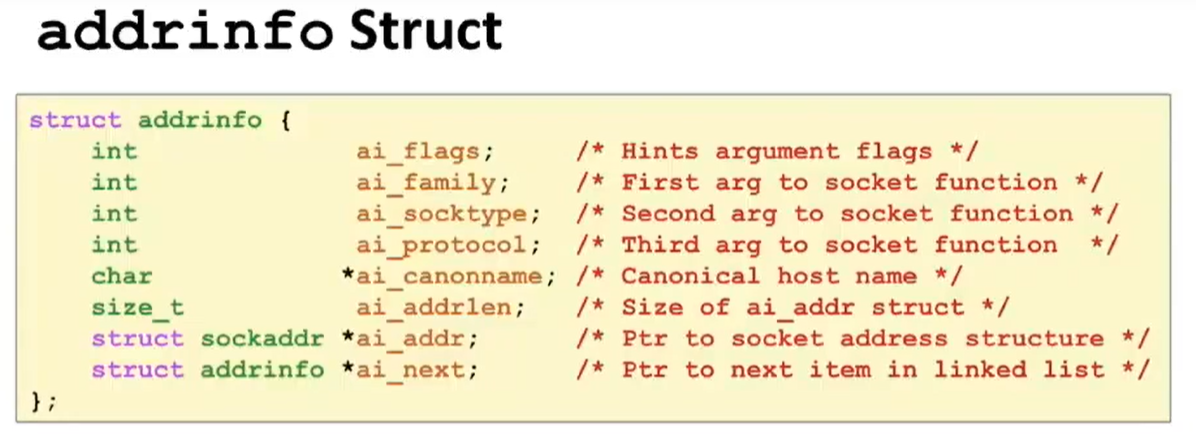 addrinfo Struct
struct addrinfo {
    int              ai_flags;     /* Hints argument flags */
    int              ai_family;    /* First arg to socket function */
    int              ai_socktype;  /* Second arg to socket function */
    int              ai_protocol;  /* Third arg to socket function  */
    char            *ai_canonname; /* Canonical host name */
    size_t           ai_addrlen;   /* Size of ai_addr struct */
    struct sockaddr *ai_addr;      /* Ptr to socket address structure */
    struct addrinfo *ai_next;      /* Ptr to next item in linked list */
};